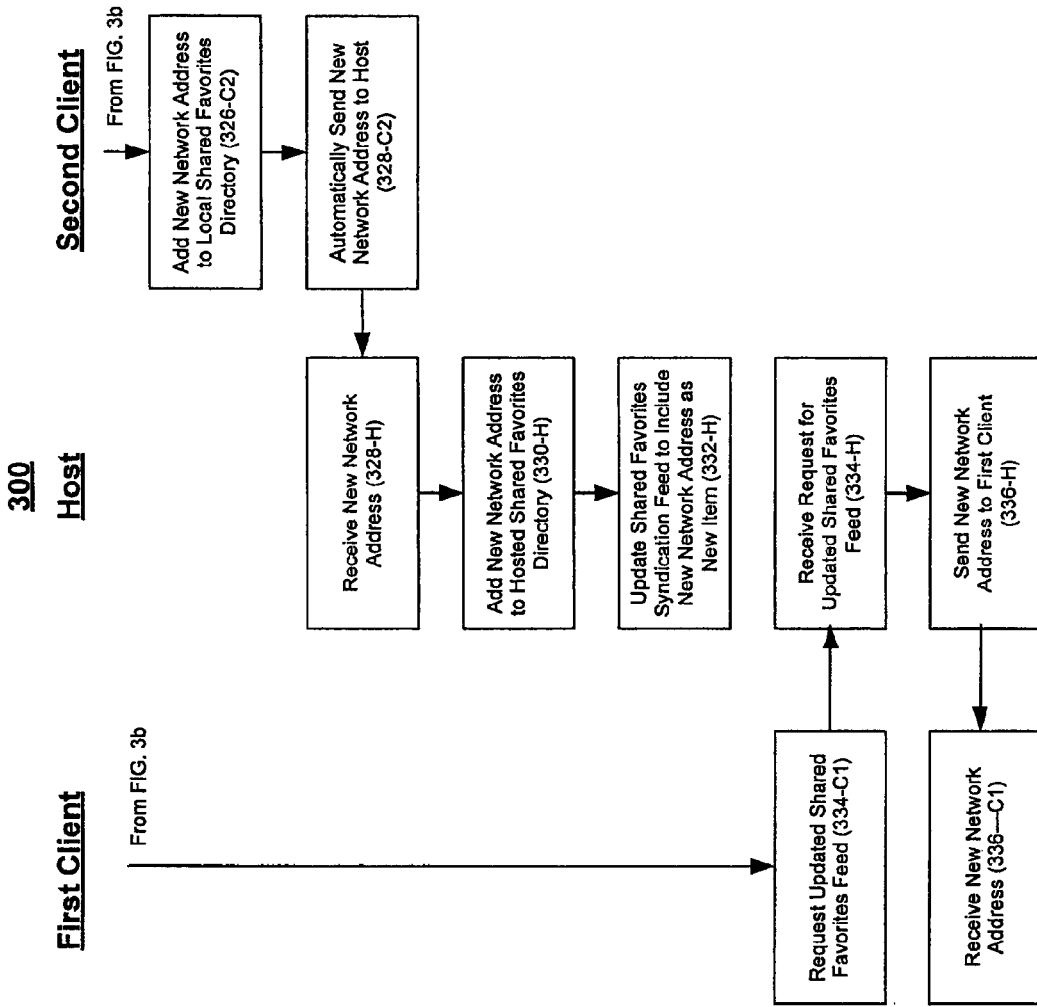 300
First Client
Host
Second Client
From FIG. 3b
From FIG. 3b
Add New Network Address
to Local Shared Favorites
Directory (326-C2)
Automatically Send New
Network Address to Host
(328-C2)
Receive New Network
Address (328-H)
Add New Network Address
to Hosted Shared Favorites
Directory (330-H)
Update Shared Favorites
Syndication Feed to Include
New Network Address as
New Item (332-H)
Request Updated Shared
Favorites Feed (334-C1)
Receive Request for
Updated Shared Favorites
Feed (334-H)
Send New Network
Address to First Client
(336-H)
Receive New Network
Address (336—C1)